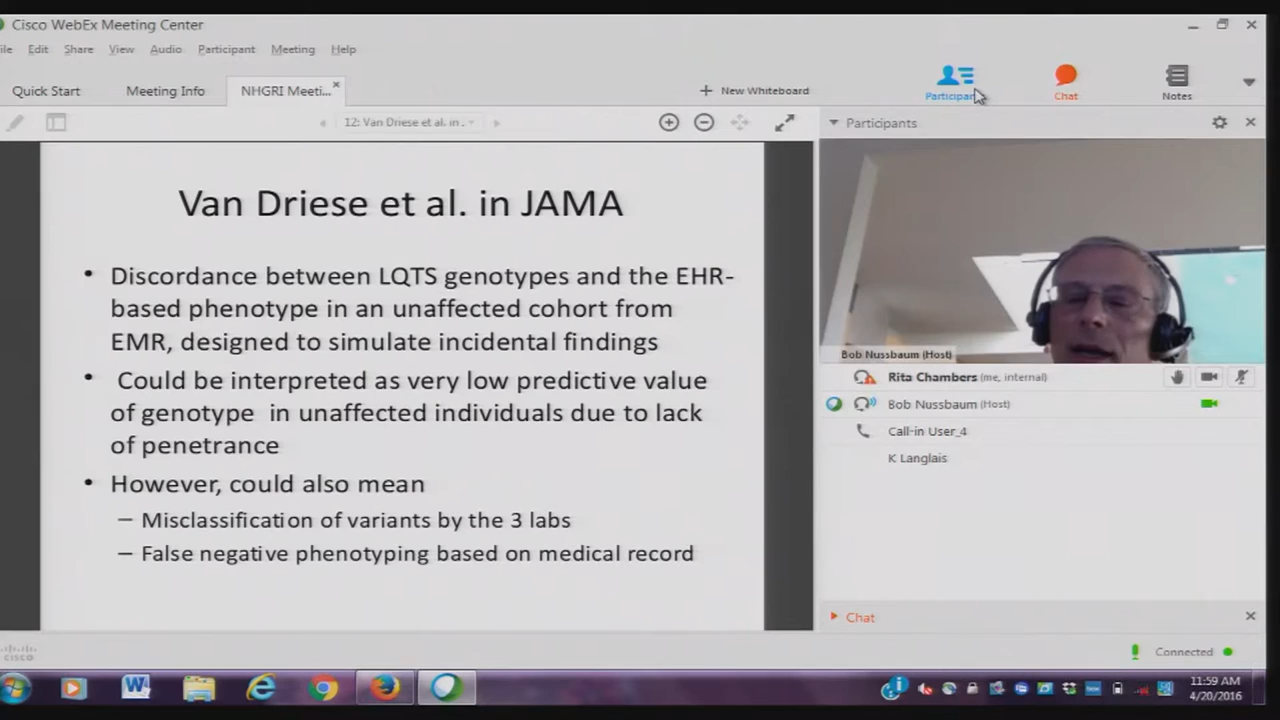 Cisco WebEx Meeting Center
ile Edit Share View Audio Participant Meeting Help
Quick Start Meeting Info NHGRI Meeti... New Whiteboard
Participan Chat Notes
12: Van Driese et al. in .
Participants
Van Driese et al. in JAMA
• Discordance between LQTS genotypes and the EHR-
based phenotype in an unaffected cohort from
EMR, designed to simulate incidental findings
• Could be interpreted as very low predictive value
of genotype in unaffected individuals due to lack
of penetrance
• However, could also mean
– Misclassification of variants by the 3 labs
– False negative phenotyping based on medical record
Bob Nussbaum (Host)
Rita Chambers (me, internal)
Bob Nussbaum (Host)
Call-in User_4
K Langlais
Chat
cisco
Connected
11:59 AM
4/20/2016